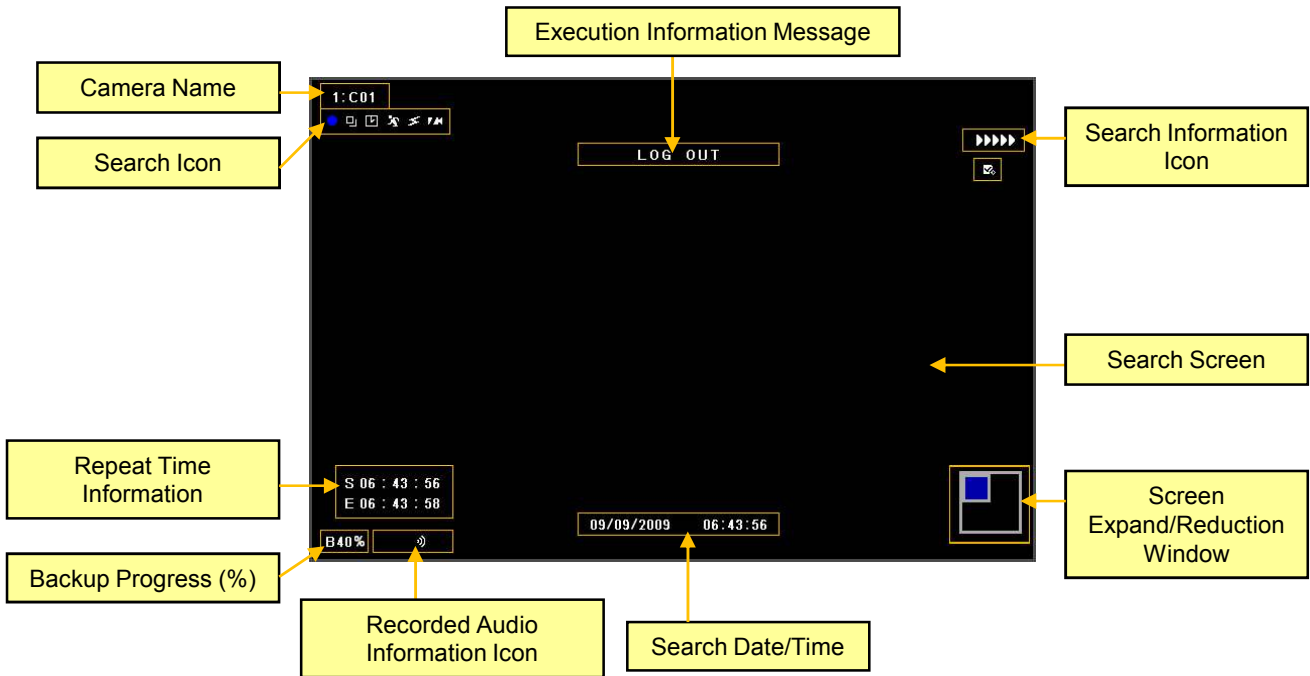 Execution Information Message
Camera Name
1:C01
Search Icon
LOG OUT
Search Information
Icon
Search Screen
Repeat Time
Information
S 06 : 43 : 56
E 06 : 43 : 58
Screen
Expand/Reduction
Window
09/09/2009 06:43:56
B40%
Backup Progress (%)
Recorded Audio
Information Icon
Search Date/Time